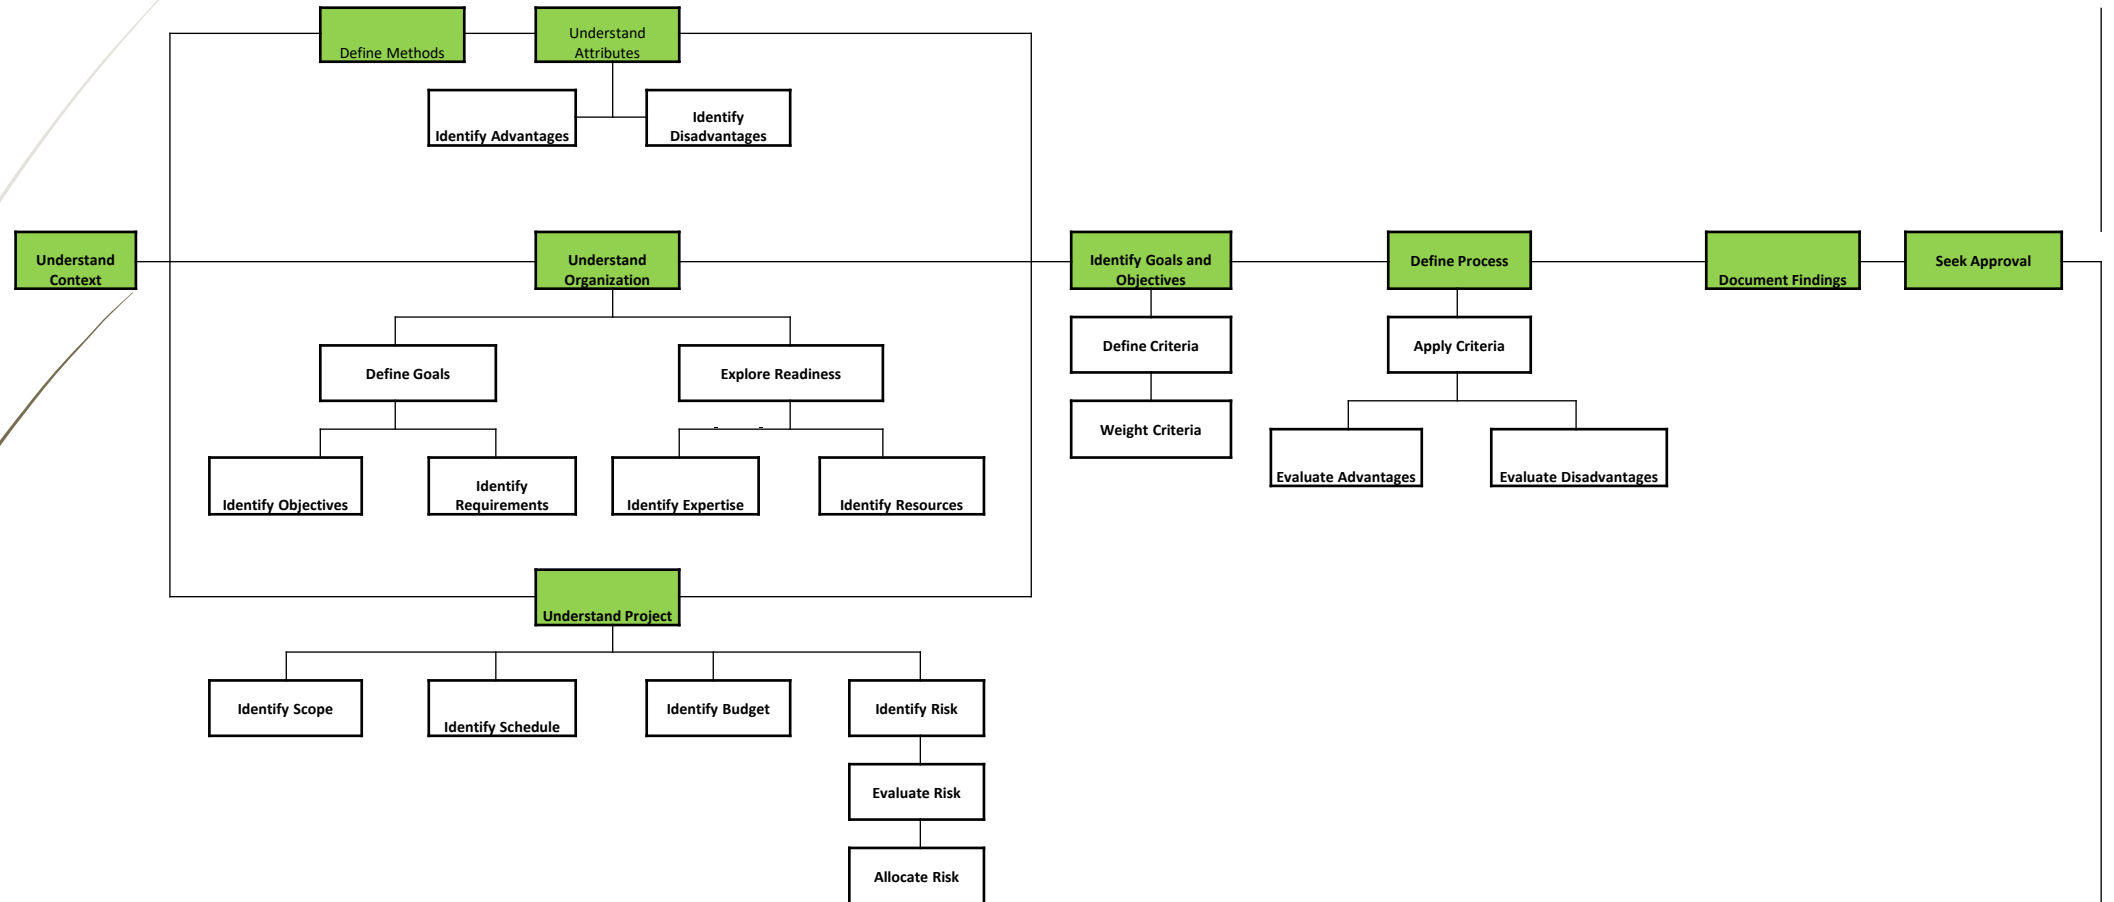 Define Methods
Understand
Attributes
Identify Advantages
Identify
Disadvantages
Understand
Context
Understand
Organization
Identify Goals and
Objectives
Define Process
Document Findings
Seek Approval
Define Goals
Explore Readiness
Define Criteria
Apply Criteria
Weight Criteria
Identify Objectives
Identify
Requirements
Identify Expertise
Identify Resources
Evaluate Advantages
Evaluate Disadvantages
Understand Project
Identify Scope
Identify Schedule
Identify Budget
Identify Risk
Evaluate Risk
Allocate Risk